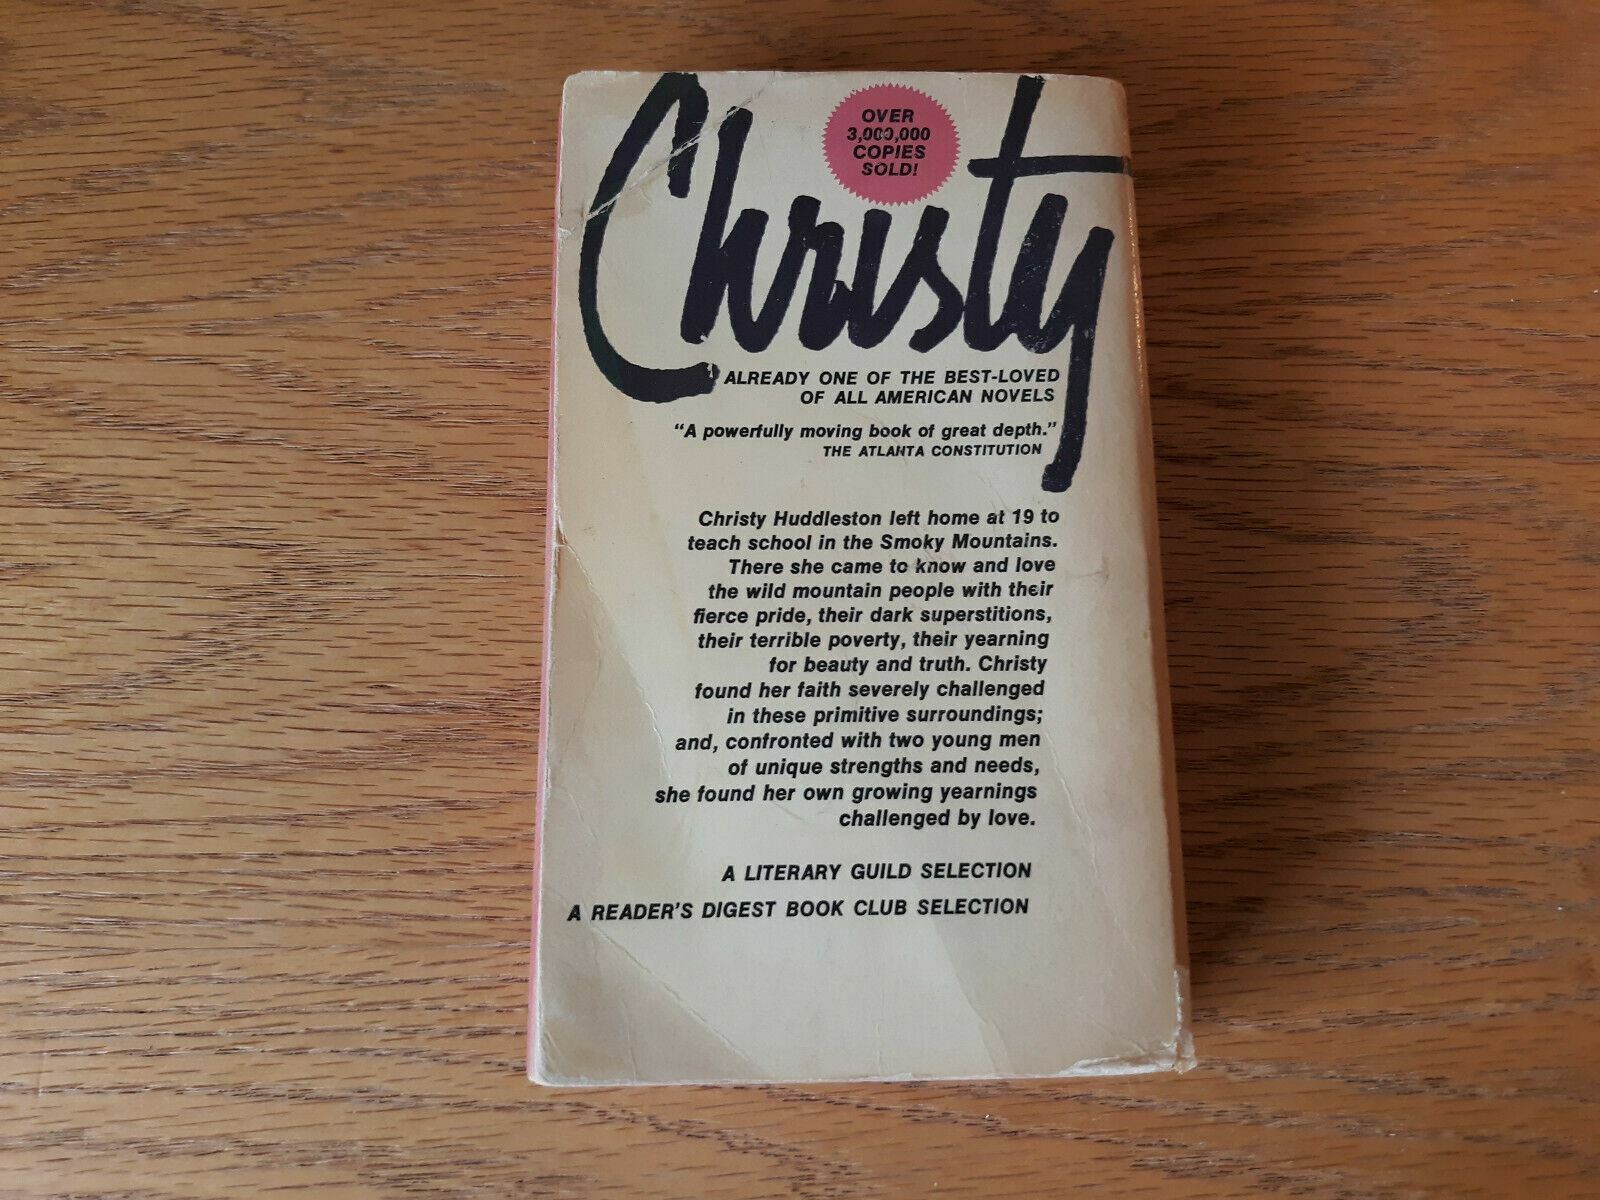 Christy
OVER
3,000,000
COPIES
SOLD!
ALREADY ONE OF THE BEST-LOVED
OF ALL AMERICAN NOVELS
"A powerfully moving book of great depth."
THE ATLANTA CONSTITUTION
Christy Huddleston left home at 19 to
teach school in the Smoky Mountains.
There she came to know and love
the wild mountain people with their
fierce pride, their dark superstitions,
their terrible poverty, their yearning
for beauty and truth. Christy
found her faith severely challenged
in these primitive surroundings;
and, confronted with two young men
of unique strengths and needs,
she found her own growing yearnings
challenged by love.
A LITERARY GUILD SELECTION
A READER'S DIGEST BOOK CLUB SELECTION